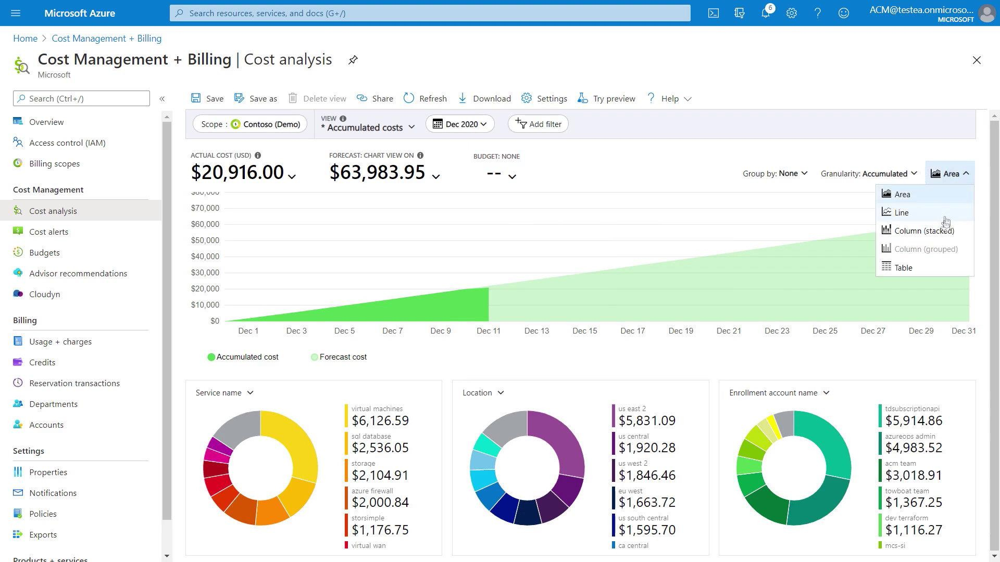 Microsoft Azure
Search resources, services, and docs (G+/)
6
ACM@testea.onmicroso...
MICROSOFT
Home > Cost Management + Billing
Cost Management + Billing | Cost analysis
Microsoft
Search (Ctrl+/)
«
Save
Save as
Delete view
Share
Refresh
Download
Settings
Try preview
Help
Overview
Access control (IAM)
Billing scopes
Cost Management
Cost analysis
Cost alerts
Budgets
Advisor recommendations
Cloudyn
Billing
Usage + charges
Credits
Reservation transactions
Departments
Accounts
Settings
Properties
Notifications
Policies
Exports
Products + services
Scope : Contoso (Demo)
VIEW
* Accumulated costs
Dec 2020
Add filter
ACTUAL COST (USD)
$20,916.00
FORECAST: CHART VIEW ON
$63,983.95
BUDGET: NONE
--
Group by: None
Granularity: Accumulated
Area
Area
Line
Column (stacked)
Column (grouped)
Table
$80,000
$70,000
$60,000
$50,000
$40,000
$30,000
$20,000
$10,000
$0
Dec 1 Dec 3 Dec 5 Dec 7 Dec 9 Dec 11 Dec 13 Dec 15 Dec 17 Dec 19 Dec 21 Dec 23 Dec 25 Dec 27 Dec 29 Dec 31
Accumulated cost
Forecast cost
Service name
virtual machines
$6,126.59
sql database
$2,536.05
storage
$2,104.91
azure firewall
$2,000.84
storsimple
$1,176.75
virtual wan
Location
us east 2
$5,831.09
us central
$1,920.28
us west 2
$1,846.46
eu west
$1,663.72
us south central
$1,595.70
ca central
Enrollment account name
tdsubscriptionapi
$5,914.86
azureops admin
$4,983.52
acm team
$3,018.91
towboat team
$1,367.25
dev terraform
$1,116.27
mcs-si